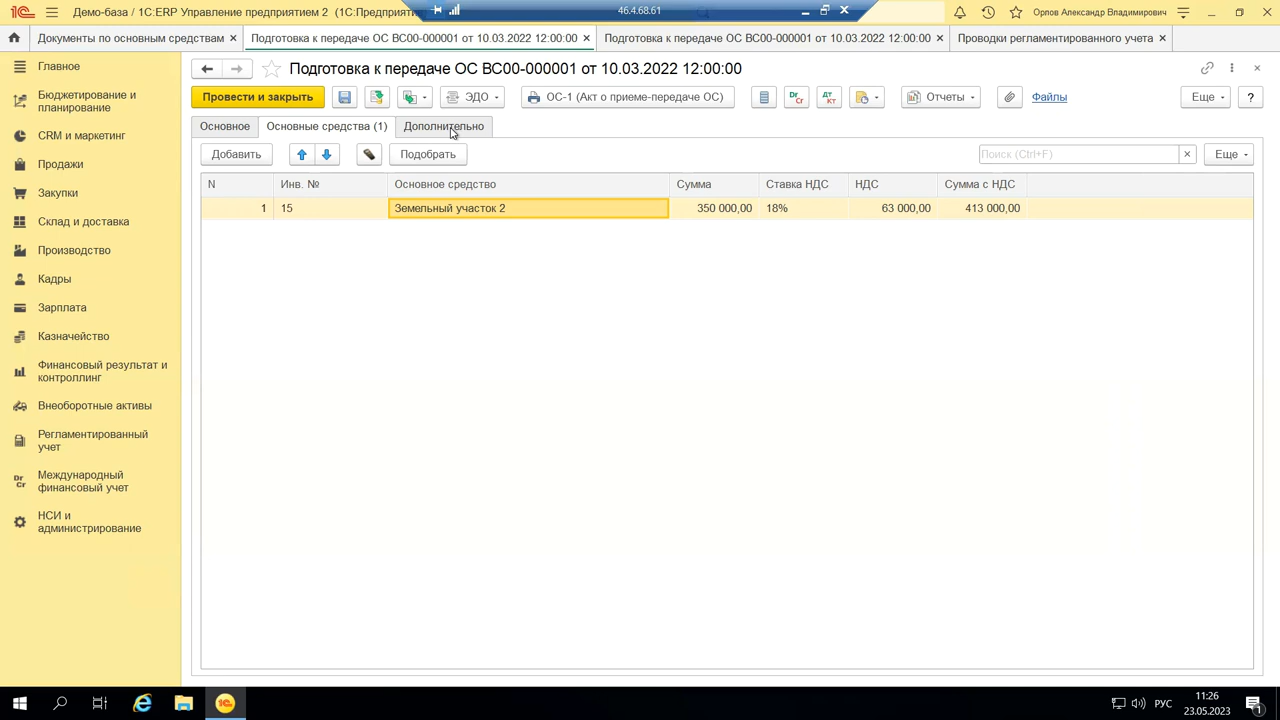 Демо-база / 1С:ERP Управление предприятием 2 (1С:Предприятие
46.4.68.61
Орлов Александр Владимирович
Документы по основным средствам
Подготовка к передаче ОС ВС00-000001 от 10.03.2022 12:00:00
Подготовка к передаче ОС ВС00-000001 от 10.03.2022 12:00:00
Проводки регламентированного учета
Главное
Бюджетирование и
планирование
CRM и маркетинг
Продажи
Закупки
Склад и доставка
Производство
Кадры
Зарплата
Казначейство
Финансовый результат и
контроллинг
Внеоборотные активы
Регламентированный
учет
Международный
финансовый учет
НСИ и
администрирование
Подготовка к передаче ОС ВС00-000001 от 10.03.2022 12:00:00
Провести и закрыть
ЭДО
ОС-1 (Акт о приеме-передаче ОС)
Отчеты
Файлы
Еще
?
Основное
Основные средства (1)
Дополнительно
Добавить
Подобрать
Поиск (Ctrl+F)
Еще
N Инв. № Основное средство Сумма Ставка НДС НДС Сумма с НДС
1 15 Земельный участок 2 350 000,00 18% 63 000,00 413 000,00
РУС
11:26
23.05.2023
1